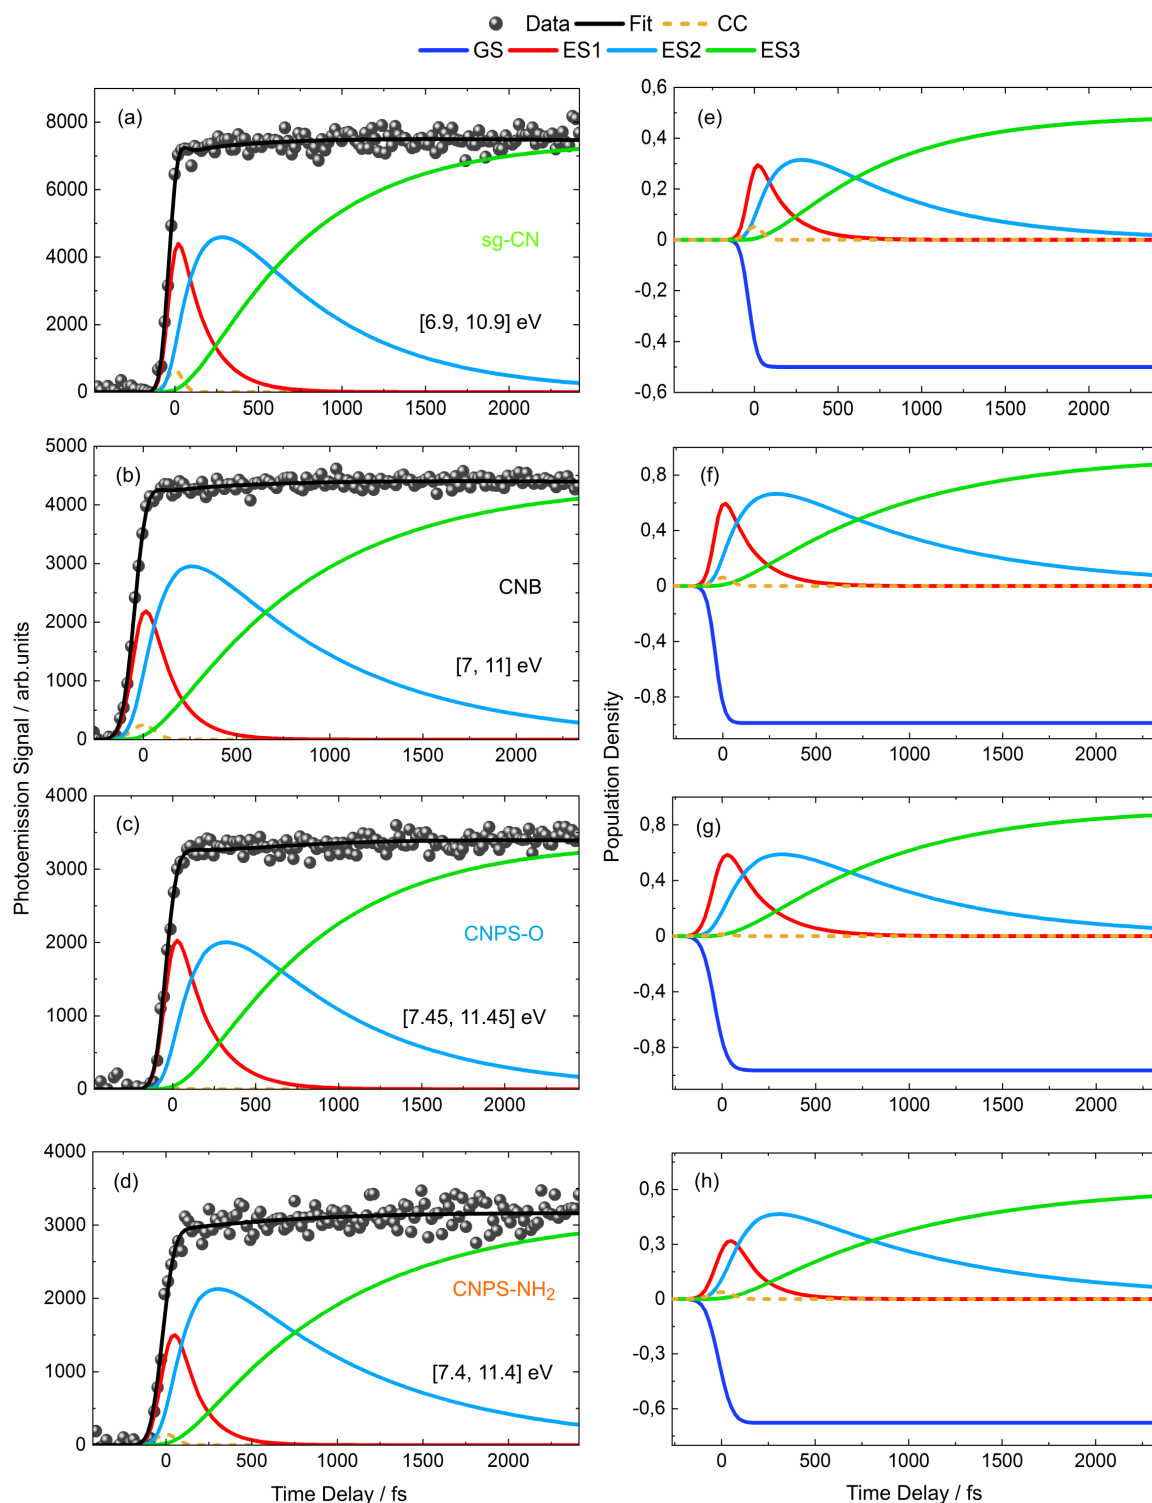 Data Fit CC
GS ES1 ES2 ES3
Photoemission Signal / arb.units
(a)
8000
6000
4000
2000
0
sg-CN
[6.9, 10.9] eV
0 500 1000 1500 2000
(e)
0,6
0,4
0,2
0
-0,2
-0,4
-0,6
0 500 1000 1500 2000
(b)
5000
4000
3000
2000
1000
0
CNB
[7, 11] eV
0 500 1000 1500 2000
Population Density
(f)
0,8
0,4
0
-0,4
-0,8
0 500 1000 1500 2000
(c)
4000
3000
2000
1000
0
CNPS-O
[7.45, 11.45] eV
0 500 1000 1500 2000
(g)
0,8
0,4
0
-0,4
-0,8
0 500 1000 1500 2000
(d)
4000
3000
2000
1000
0
CNPS-NH₂
[7.4, 11.4] eV
0 500 1000 1500 2000
Time Delay / fs
(h)
0,6
0,3
0
-0,3
-0,6
0 500 1000 1500 2000
Time Delay / fs